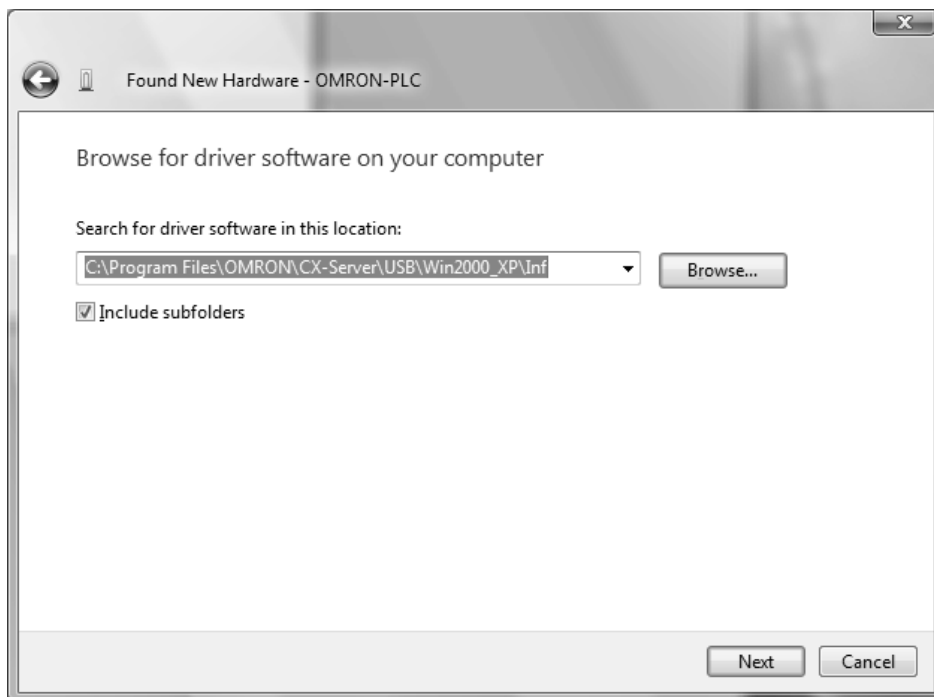 X
Found New Hardware - OMRON-PLC
Browse for driver software on your computer
Search for driver software in this location:
C:\Program Files\OMRON\CX-Server\USB\Win2000_XP\Inf
Browse...
Include subfolders
Next
Cancel